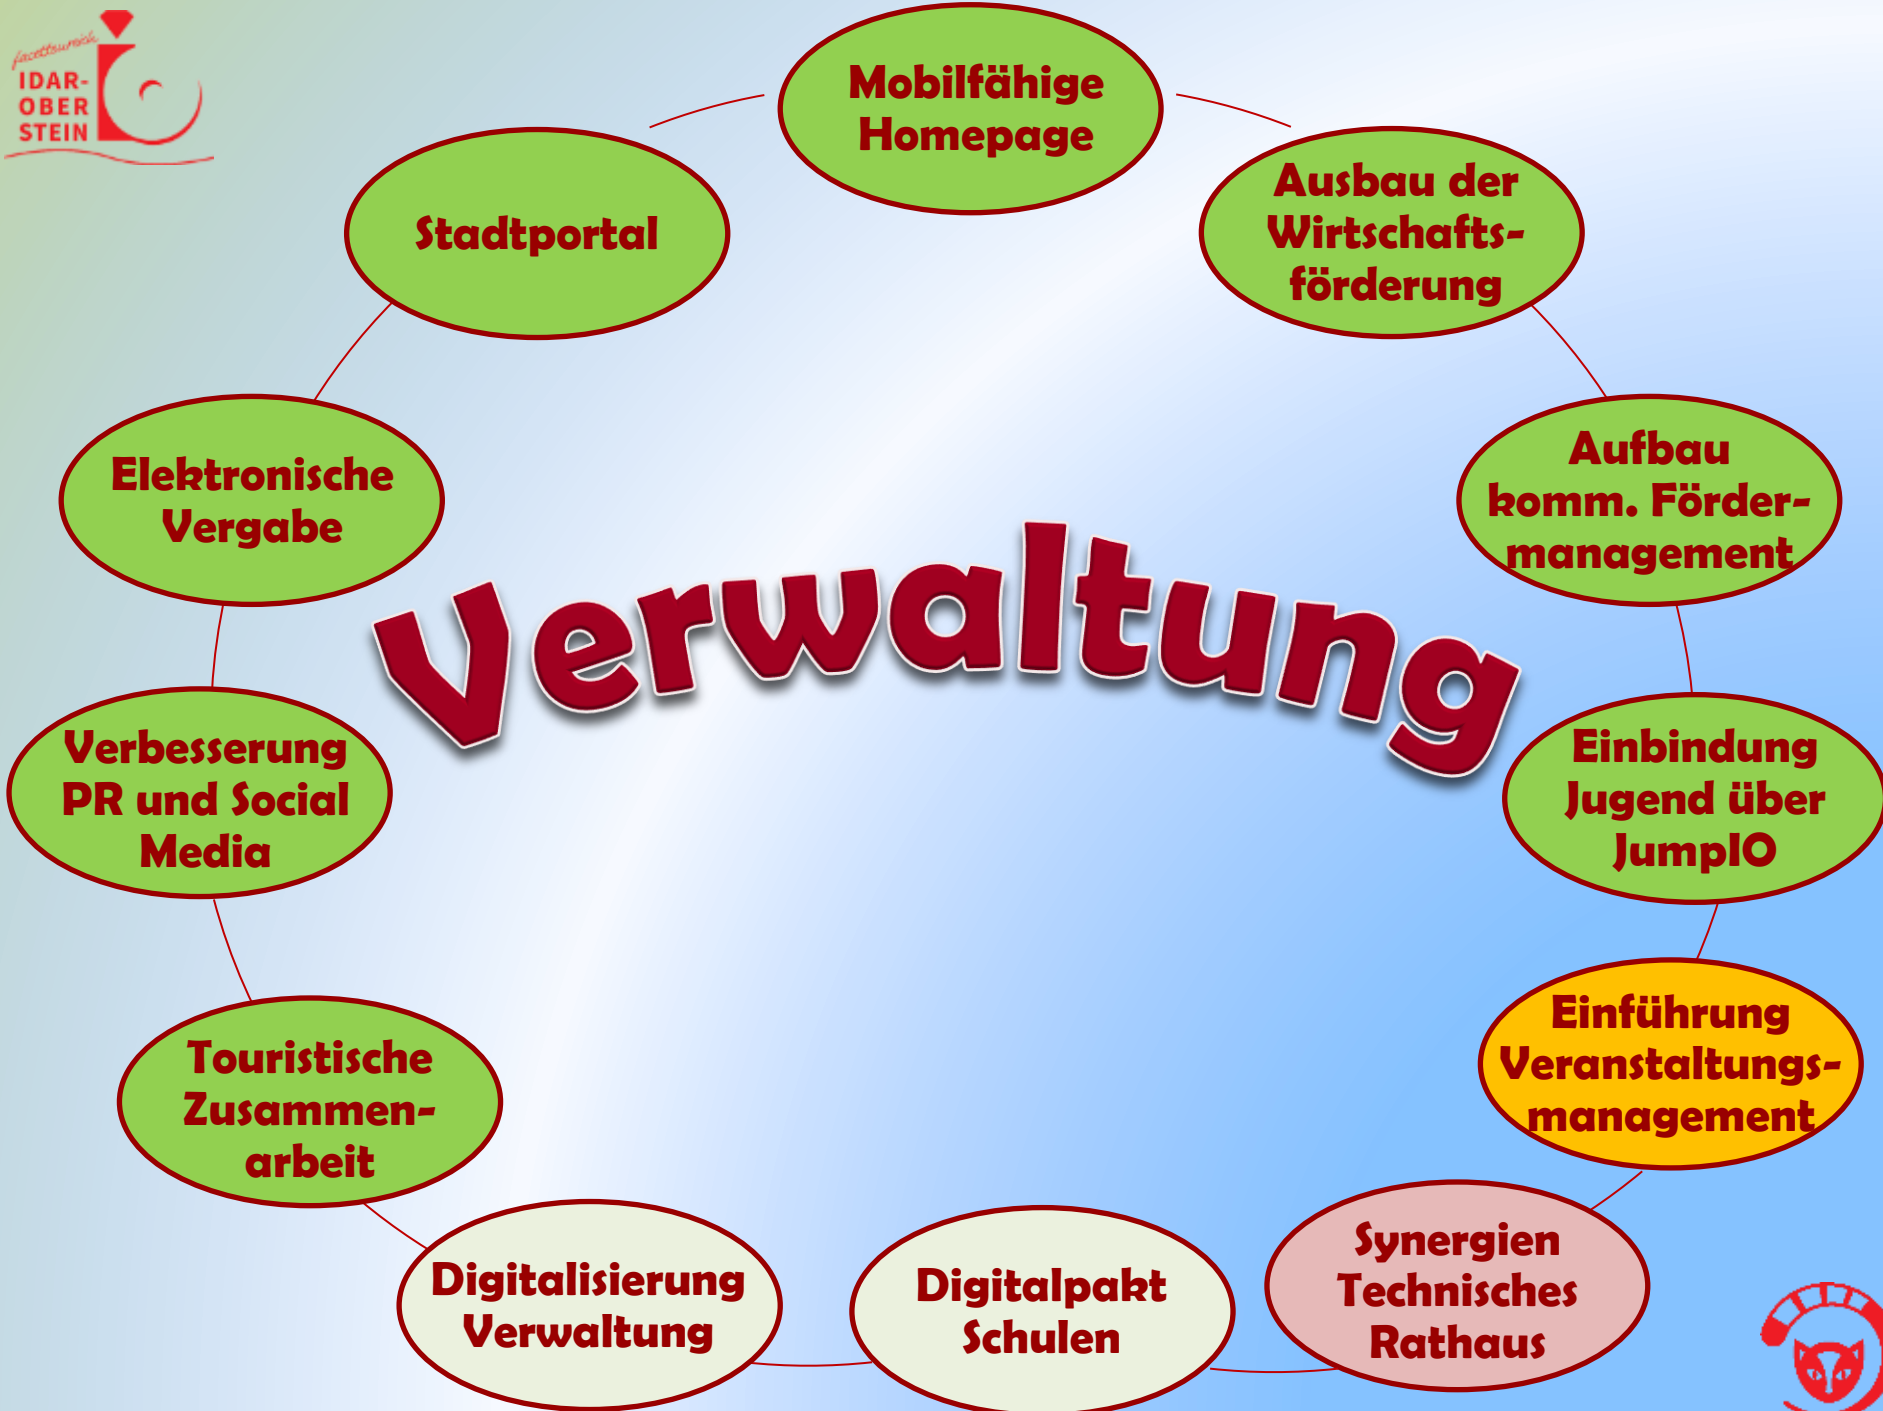 facettenreich
IDAR-
OBER
STEIN
Mobilfähige
Homepage
Ausbau der
Wirtschafts-
förderung
Aufbau
komm. Förder-
management
Einbindung
Jugend über
JumpIO
Einführung
Veranstaltungs-
management
Synergien
Technisches
Rathaus
Digitalpakt
Schulen
Digitalisierung
Verwaltung
Touristische
Zusammen-
arbeit
Verbesserung
PR und Social
Media
Elektronische
Vergabe
Stadtportal
Verwaltung